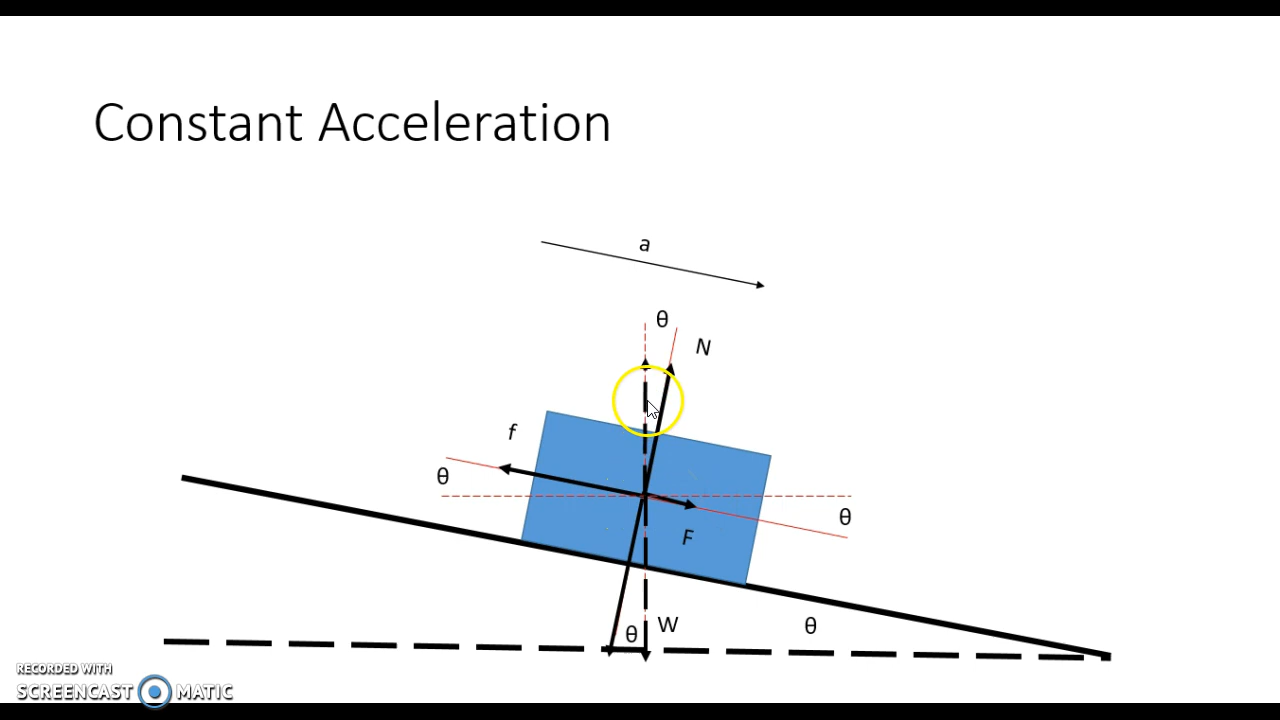 Constant Acceleration
a
θ
N
f
θ
θ
F
θ
W
θ
RECORDED WITH
SCREENCAST MATIC